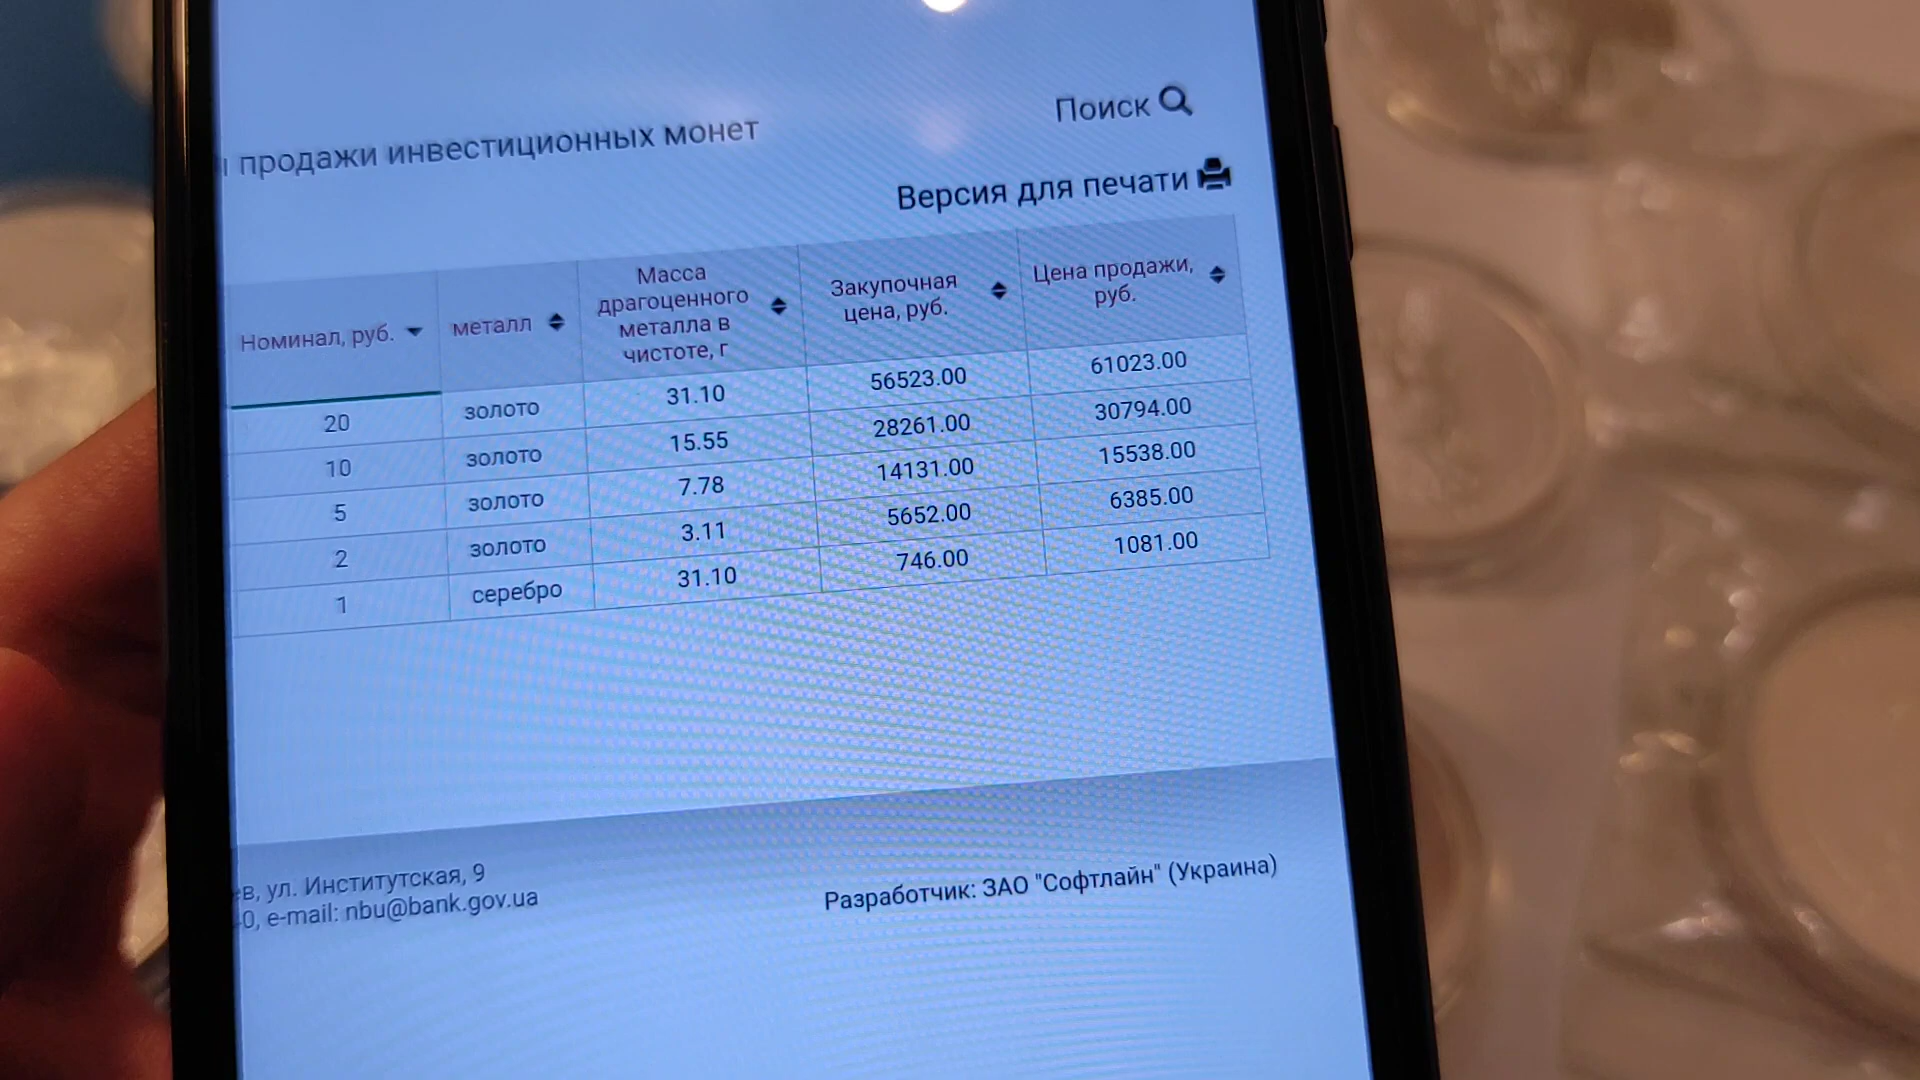 Поиск
продажи инвестиционных монет
Версия для печати
Номинал, руб.
металл
Масса
драгоценного
металла в
чистоте, г
Закупочная
цена, руб.
Цена продажи,
руб.
20 золото 31.10 56523.00 61023.00
10 золото 15.55 28261.00 30794.00
5 золото 7.78 14131.00 15538.00
2 золото 3.11 5652.00 6385.00
1 серебро 31.10 746.00 1081.00
ул. Институтская, 9
e-mail: nbu@bank.gov.ua
Разработчик: ЗАО "Софтлайн" (Украина)